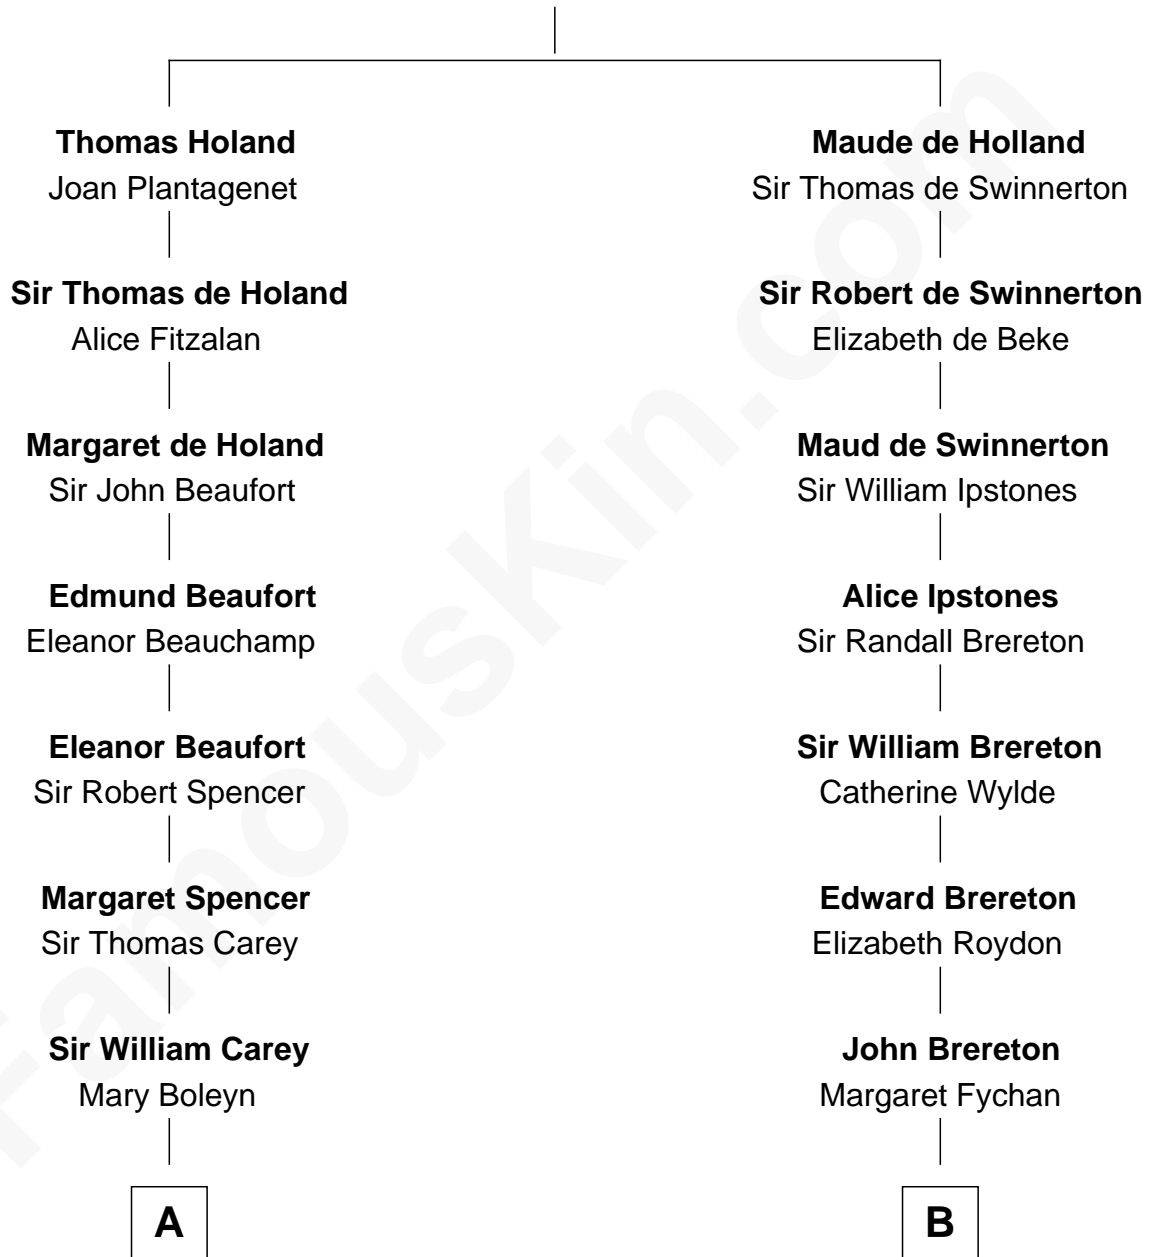 Thomas Holand
Joan Plantagenet
Sir Thomas de Holand
Alice Fitzalan
Margaret de Holand
Sir John Beaufort
Edmund Beaufort
Eleanor Beauchamp
Eleanor Beaufort
Sir Robert Spencer
Margaret Spencer
Sir Thomas Carey
Sir William Carey
Mary Boleyn
A
Maude de Holland
Sir Thomas de Swinnerton
Sir Robert de Swinnerton
Elizabeth de Beke
Maud de Swinnerton
Sir William Ipstones
Alice Ipstones
Sir Randall Brereton
Sir William Brereton
Catherine Wylde
Edward Brereton
Elizabeth Roydon
John Brereton
Margaret Fychan
B
FamousKin.com